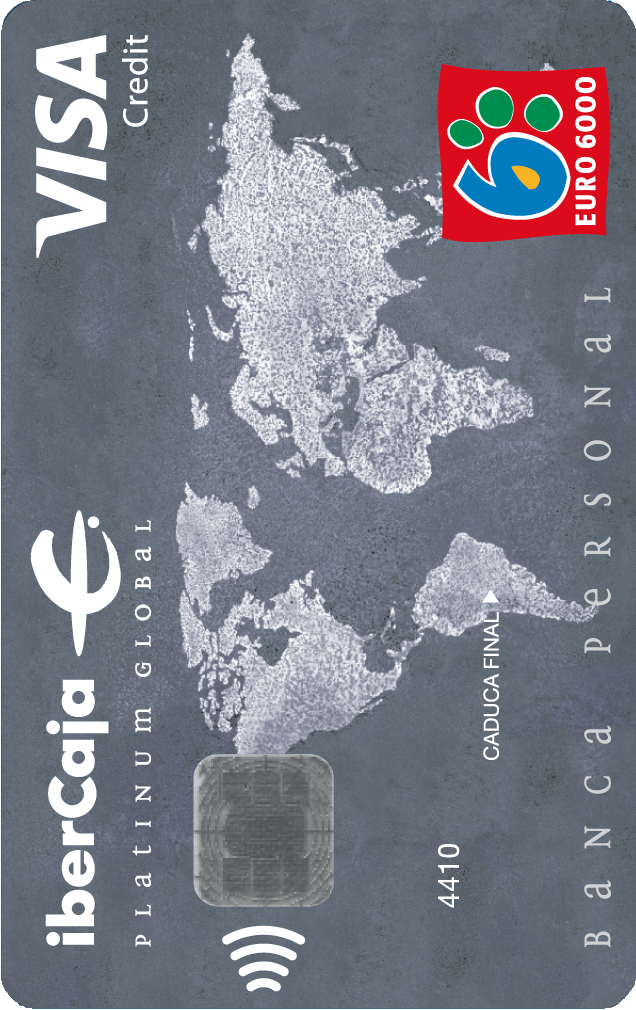 iberCaja
VISA
Credit
PLatINUm GLOBaL
4410
CADUCA FINAL
EURO 6000
BaNCa PeRSONaL